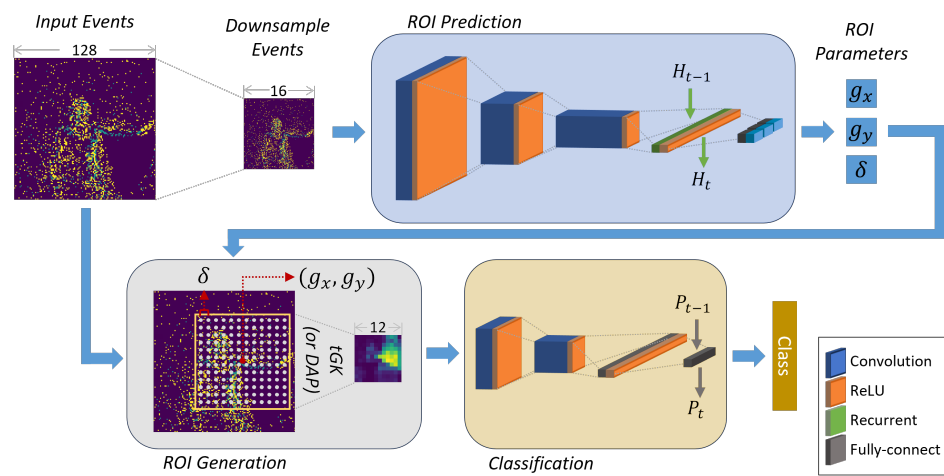 Input Events
128
Downsample
Events
16
ROI Prediction
H_{t-1}
H_t
ROI
Parameters
g_x
g_y
δ
δ
(g_x, g_y)
tGK
(or DAP)
12
ROI Generation
P_{t-1}
P_t
Classification
Class
Convolution
ReLU
Recurrent
Fully-connect